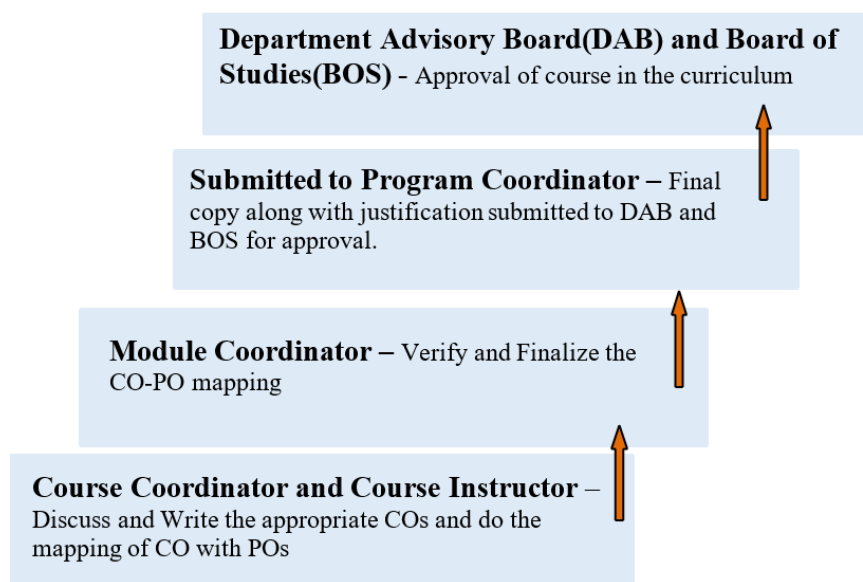 Department Advisory Board(DAB) and Board of
Studies(BOS) - Approval of course in the curriculum
Submitted to Program Coordinator – Final
copy along with justification submitted to DAB and
BOS for approval.
Module Coordinator – Verify and Finalize the
CO-PO mapping
Course Coordinator and Course Instructor –
Discuss and Write the appropriate COs and do the
mapping of CO with POs